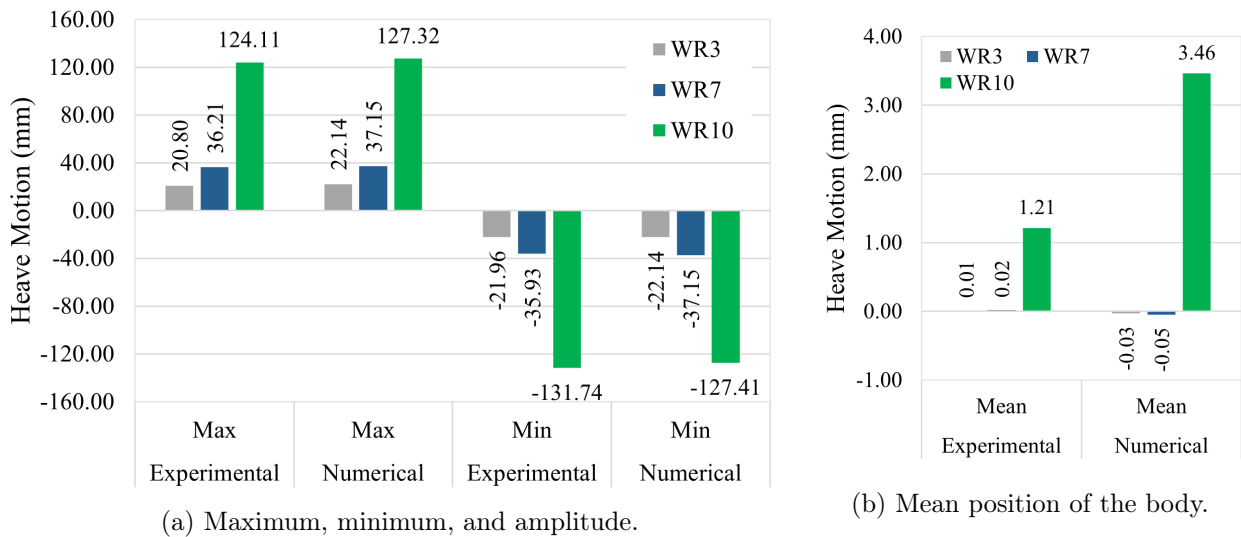 160.00
120.00
80.00
40.00
0.00
-40.00
-80.00
-120.00
-160.00
Heave Motion (mm)
20.80
36.21
124.11
22.14
37.15
127.32
-21.96
-35.93
-131.74
-22.14
-37.15
-127.41
WR3
WR7
WR10
Max Max Min Min
Experimental Numerical Experimental Numerical
(a) Maximum, minimum, and amplitude.
4.00
3.00
2.00
1.00
0.00
-1.00
Heave Motion (mm)
WR3 WR7
WR10
0.01
0.02
1.21
-0.03
-0.05
3.46
Mean Mean
Experimental Numerical
(b) Mean position of the body.